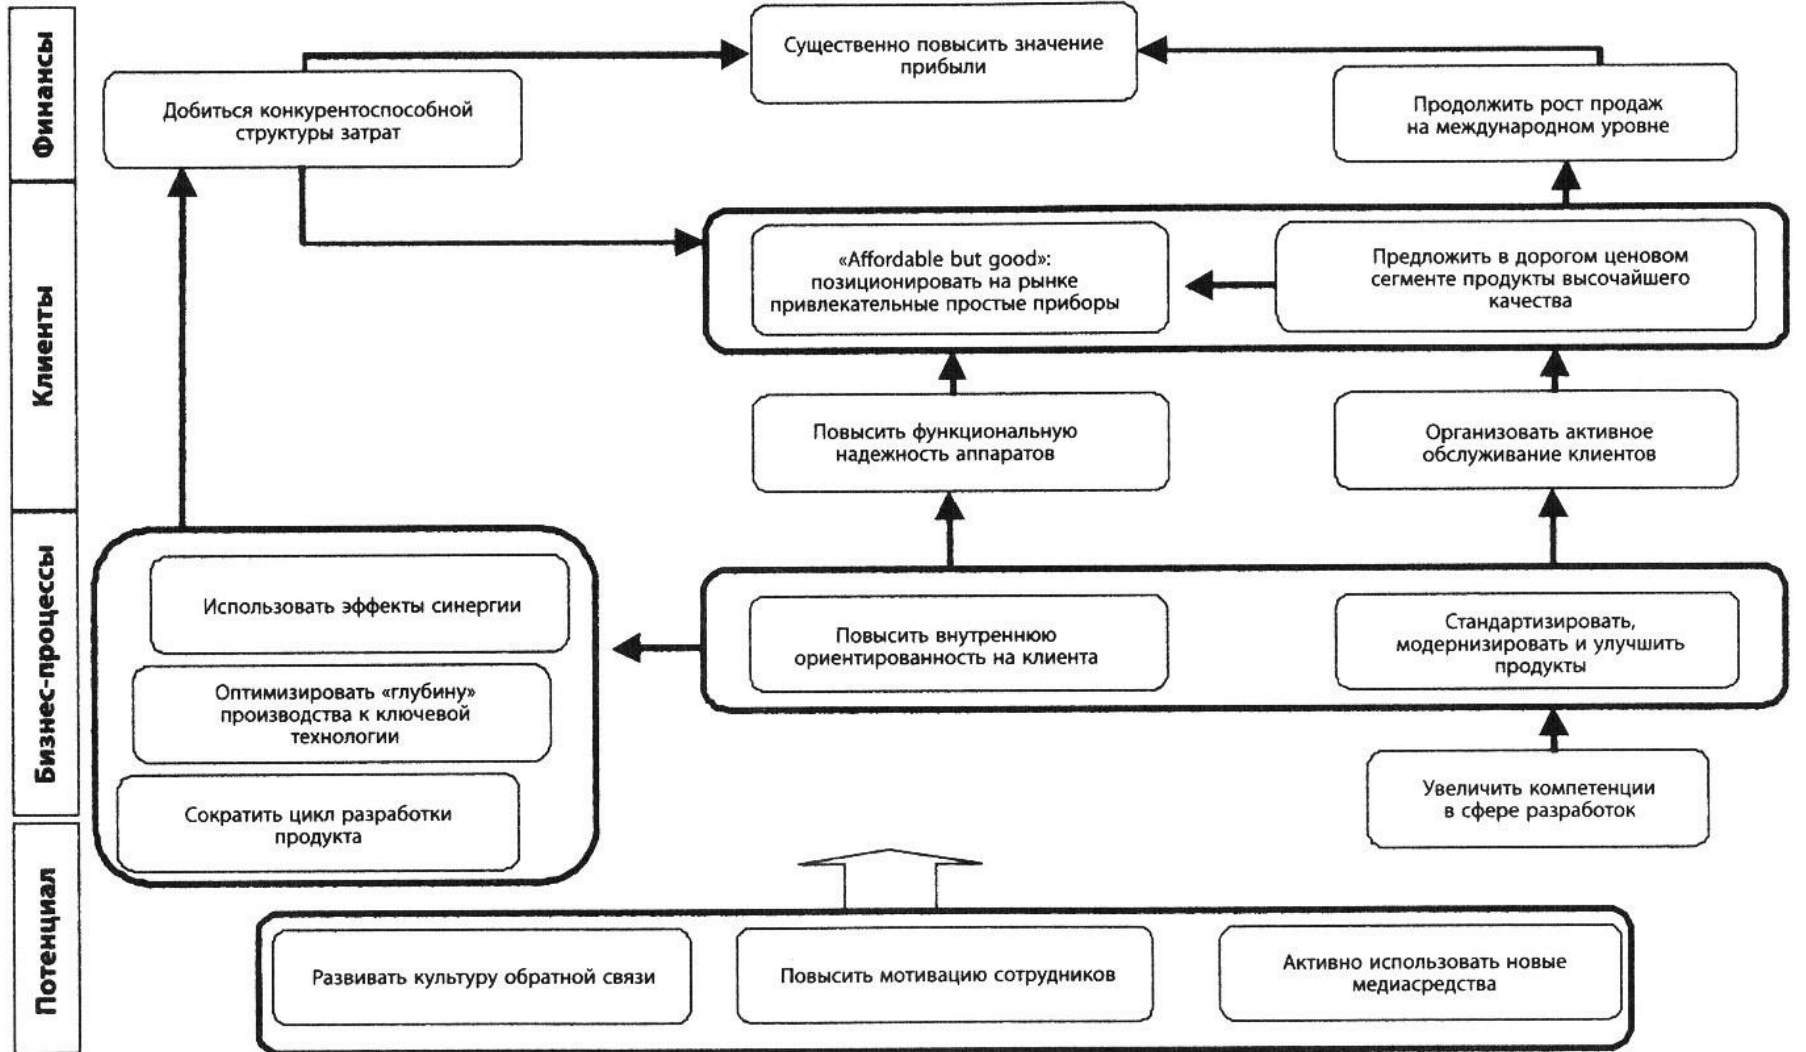 Финансы
Существенно повысить значение
прибыли
Добиться конкурентоспособной
структуры затрат
Продолжить рост продаж
на международном уровне
Клиенты
«Affordable but good»:
позиционировать на рынке
привлекательные простые приборы
Предложить в дорогом ценовом
сегменте продукты высочайшего
качества
Повысить функциональную
надежность аппаратов
Организовать активное
обслуживание клиентов
Бизнес-процессы
Использовать эффекты синергии
Оптимизировать «глубину»
производства к ключевой
технологии
Сократить цикл разработки
продукта
Повысить внутреннюю
ориентированность на клиента
Стандартизировать,
модернизировать и улучшить
продукты
Увеличить компетенции
в сфере разработок
Потенциал
Развивать культуру обратной связи
Повысить мотивацию сотрудников
Активно использовать новые
медиасредства